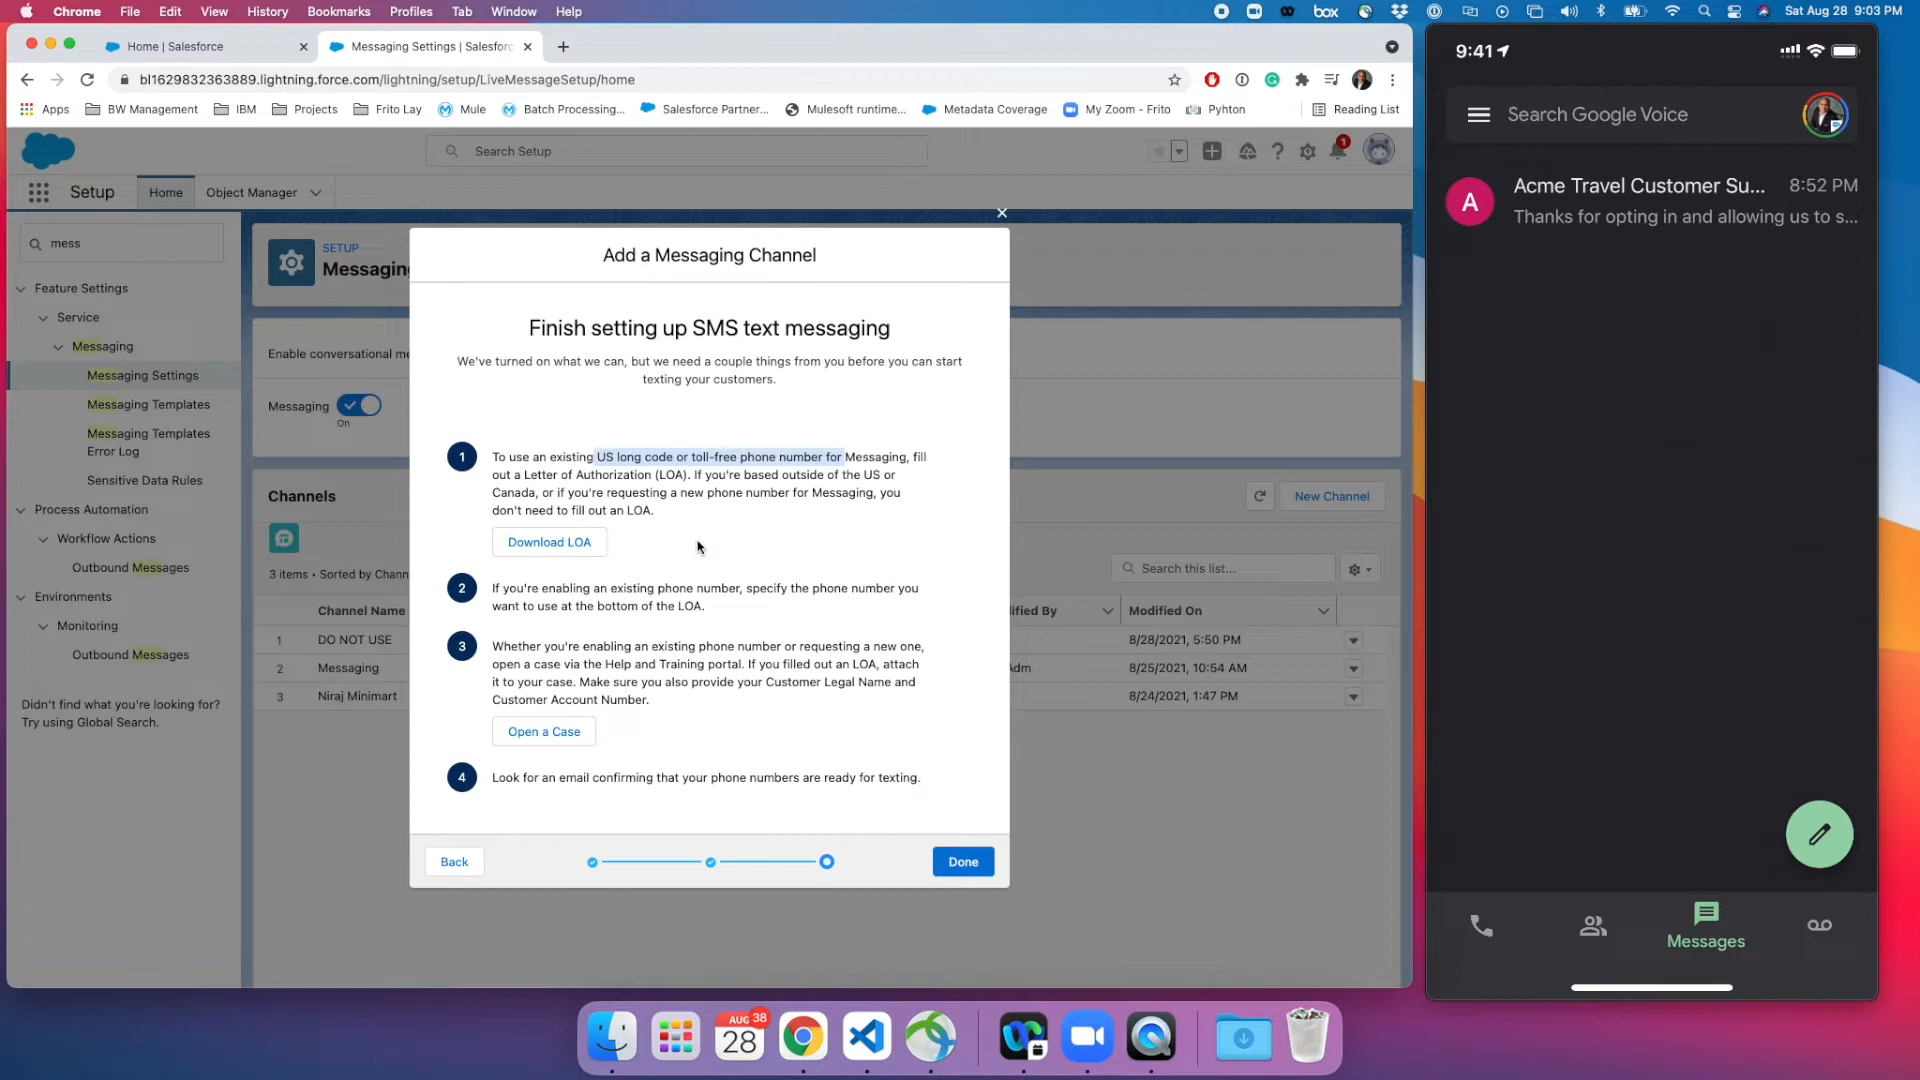 Chrome File Edit View History Bookmarks Profiles Tab Window Help
box
Sat Aug 28 9:03 PM
Home | Salesforce
Messaging Settings | Salesforc
bl1629832363889.lightning.force.com/lightning/setup/LiveMessageSetup/home
Apps BW Management IBM Projects Frito Lay Mule Batch Processing... Salesforce Partner... Mulesoft runtime... Metadata Coverage My Zoom - Frito Pyhton Reading List
Search Setup
1
Setup Home Object Manager
mess
Feature Settings
Service
Messaging
Messaging Settings
Messaging Templates
Messaging Templates
Error Log
Sensitive Data Rules
Process Automation
Workflow Actions
Outbound Messages
Environments
Monitoring
Outbound Messages
Didn't find what you're looking for?
Try using Global Search.
SETUP
Messaging
Enable conversational me
Messaging
On
Channels
New Channel
3 items • Sorted by Chann
Search this list...
Channel Name
ified By
Modified On
1 DO NOT USE 8/28/2021, 5:50 PM
2 Messaging Adm 8/25/2021, 10:54 AM
3 Niraj Minimart 8/24/2021, 1:47 PM
Add a Messaging Channel
Finish setting up SMS text messaging
We've turned on what we can, but we need a couple things from you before you can start
texting your customers.
1
To use an existing US long code or toll-free phone number for Messaging, fill
out a Letter of Authorization (LOA). If you're based outside of the US or
Canada, or if you're requesting a new phone number for Messaging, you
don't need to fill out an LOA.
Download LOA
2
If you're enabling an existing phone number, specify the phone number you
want to use at the bottom of the LOA.
3
Whether you're enabling an existing phone number or requesting a new one,
open a case via the Help and Training portal. If you filled out an LOA, attach
it to your case. Make sure you also provide your Customer Legal Name and
Customer Account Number.
Open a Case
4
Look for an email confirming that your phone numbers are ready for texting.
Back
Done
9:41
Search Google Voice
A
Acme Travel Customer Su... 8:52 PM
Thanks for opting in and allowing us to s...
Messages
AUG 38
28